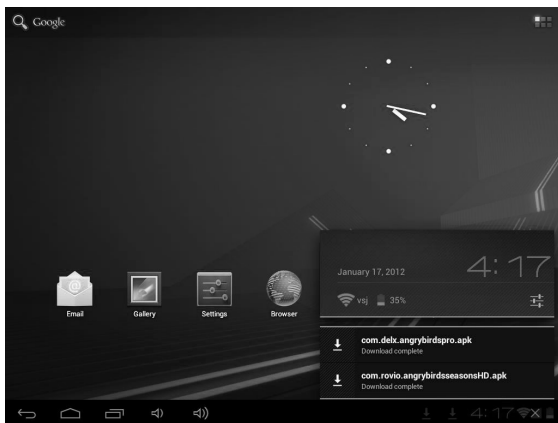 Google
January 17, 2012
4:17
vsj 35%
Email
Gallery
Settings
Browser
com.delx.angrybirdspro.apk
Download complete
com.rovio.angrybirdsseasonsHD.apk
Download complete
4:17